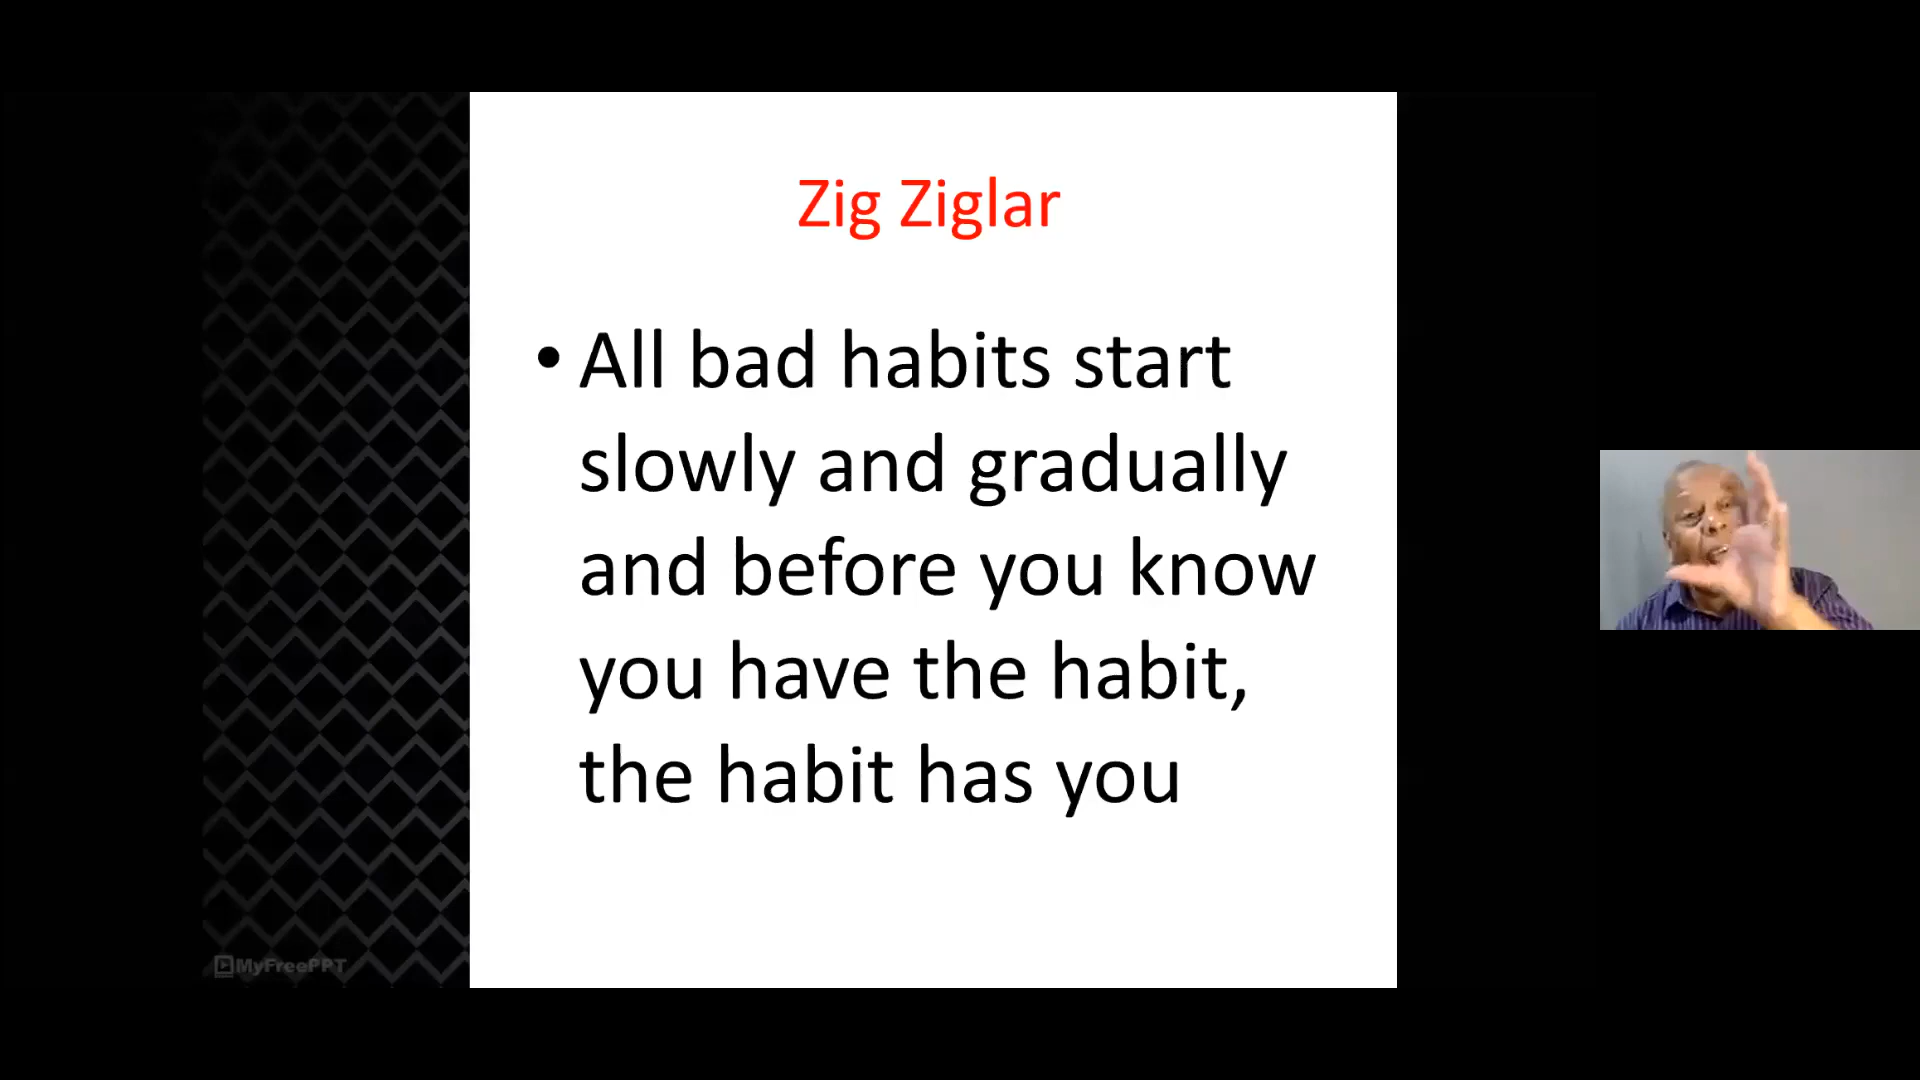 Zig Ziglar
• All bad habits start
slowly and gradually
and before you know
you have the habit,
the habit has you
MyFreePPT